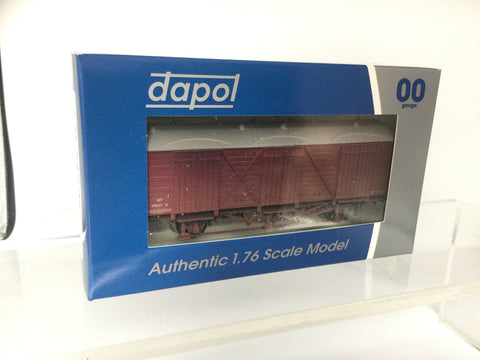 dapol
00
gauge
Authentic 1.76 Scale Model